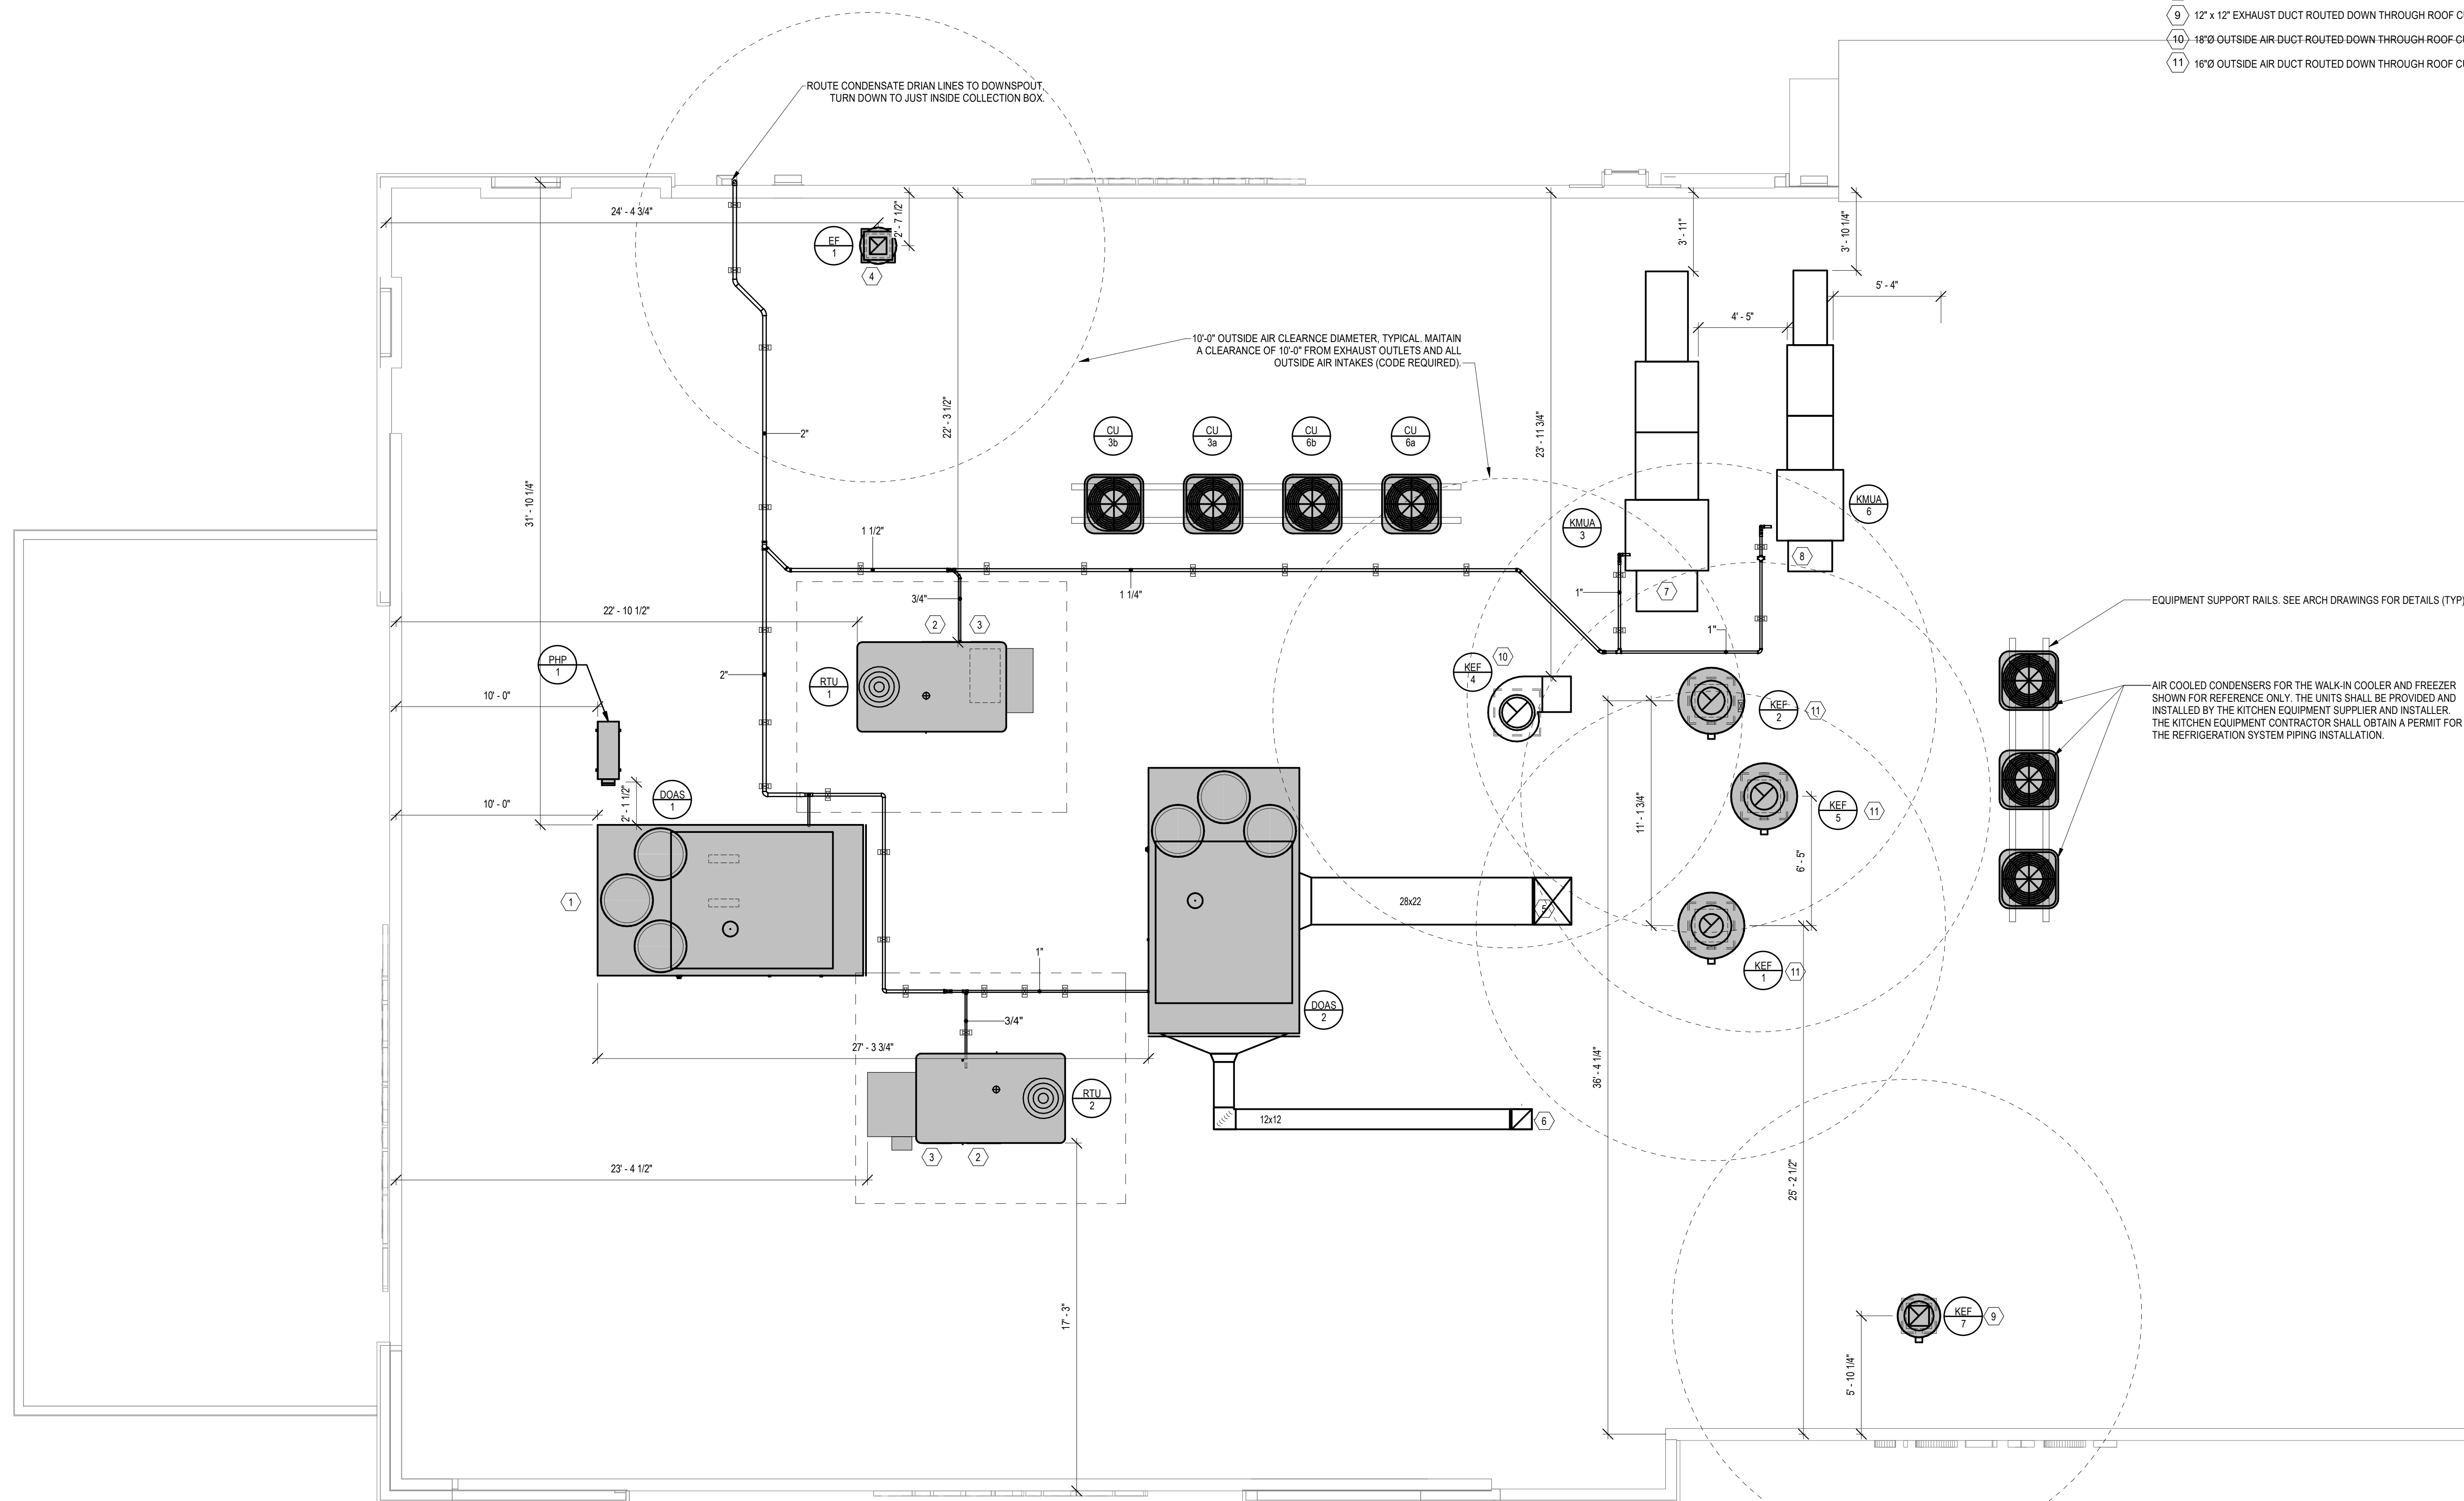 9 12" x 12" EXHAUST DUCT ROUTED DOWN THROUGH ROOF
10 18"Ø OUTSIDE AIR DUCT ROUTED DOWN THROUGH ROOF
11 16"Ø OUTSIDE AIR DUCT ROUTED DOWN THROUGH ROOF
ROUTE CONDENSATE DRIAN LINES TO DOWNSPOUT.
TURN DOWN TO JUST INSIDE COLLECTION BOX.
24' - 4 3/4"
2' - 7 1/2"
EF
1
4
3' - 11"
3' - 10 1/4"
5' - 4"
4' - 5"
10'-0" OUTSIDE AIR CLEARNCE DIAMETER, TYPICAL. MAITAIN
A CLEARANCE OF 10'-0" FROM EXHAUST OUTLETS AND ALL
OUTSIDE AIR INTAKES (CODE REQUIRED).
22' - 3 1/2"
23' - 11 3/4"
31' - 10 1/4"
2"
CU
3b
CU
3a
CU
6b
CU
6a
KMUA
3
KMUA
6
1 1/2"
1 1/4"
3/4"
1"
7
8
EQUIPMENT SUPPORT RAILS. SEE ARCH DRAWINGS FOR DETAILS (TYP)
22' - 10 1/2"
2
3
1"
PHP
1
2"
RTU
1
KEF
4
10
KEF
2
11
AIR COOLED CONDENSERS FOR THE WALK-IN COOLER AND FREEZER
SHOWN FOR REFERENCE ONLY. THE UNITS SHALL BE PROVIDED AND
INSTALLED BY THE KITCHEN EQUIPMENT SUPPLIER AND INSTALLER.
THE KITCHEN EQUIPMENT CONTRACTOR SHALL OBTAIN A PERMIT FOR
THE REFRIGERATION SYSTEM PIPING INSTALLATION.
10' - 0"
10' - 0"
2' - 1 1/2"
DOAS
1
11' - 1 3/4"
KEF
5
11
6' - 5"
1
28x22
5
1"
KEF
1
11
3/4"
DOAS
2
27' - 3 3/4"
36' - 4 1/4"
RTU
2
12x12
6
3
2
23' - 4 1/2"
25' - 2 1/2"
17' - 3"
KEF
7
9
5' - 10 1/4"